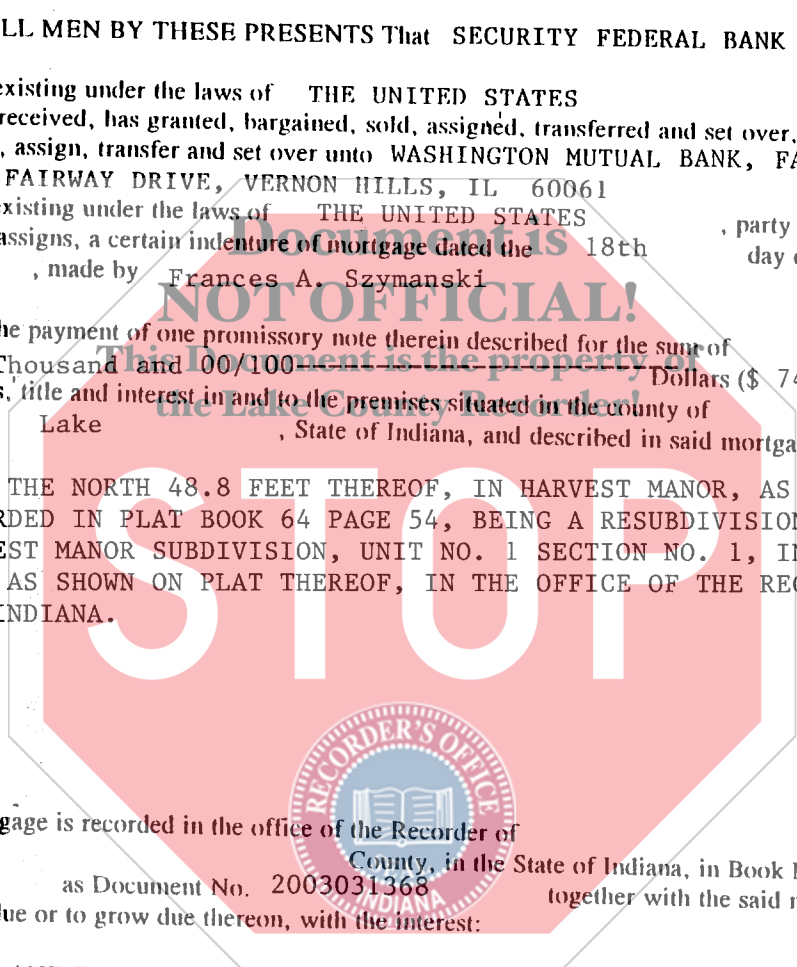 LL MEN BY THESE PRESENTS That SECURITY FEDERAL BANK
existing under the laws of THE UNITED STATES
received, has granted, bargained, sold, assigned, transferred and set over,
, assign, transfer and set over unto WASHINGTON MUTUAL BANK, FA
FAIRWAY DRIVE, VERNON HILLS, IL 60061
xisting under the laws of THE UNITED STATES , party
assigns, a certain indenture of mortgage dated the 18th day
, made by Frances A. Szymanski
Document is
NOT OFFICIAL!
This Document is the property of
the Lake County Recorder!
he payment of one promissory note therein described for the sum of
Thousand and 00/100-------------------------Dollars ($ 74
s, title and interest in and to the premises situated in the county of
Lake , State of Indiana, and described in said mortga
THE NORTH 48.8 FEET THEREOF, IN HARVEST MANOR, AS
RDED IN PLAT BOOK 64 PAGE 54, BEING A RESUBDIVISION
EST MANOR SUBDIVISION, UNIT NO. 1 SECTION NO. 1, IN
AS SHOWN ON PLAT THEREOF, IN THE OFFICE OF THE REC
INDIANA.
STOP
RECORDER'S OFFICE
INDIANA
gage is recorded in the office of the Recorder of
County, in the State of Indiana, in Book
as Document No. 2003031368 together with the said
ue or to grow due thereon, with the interest: